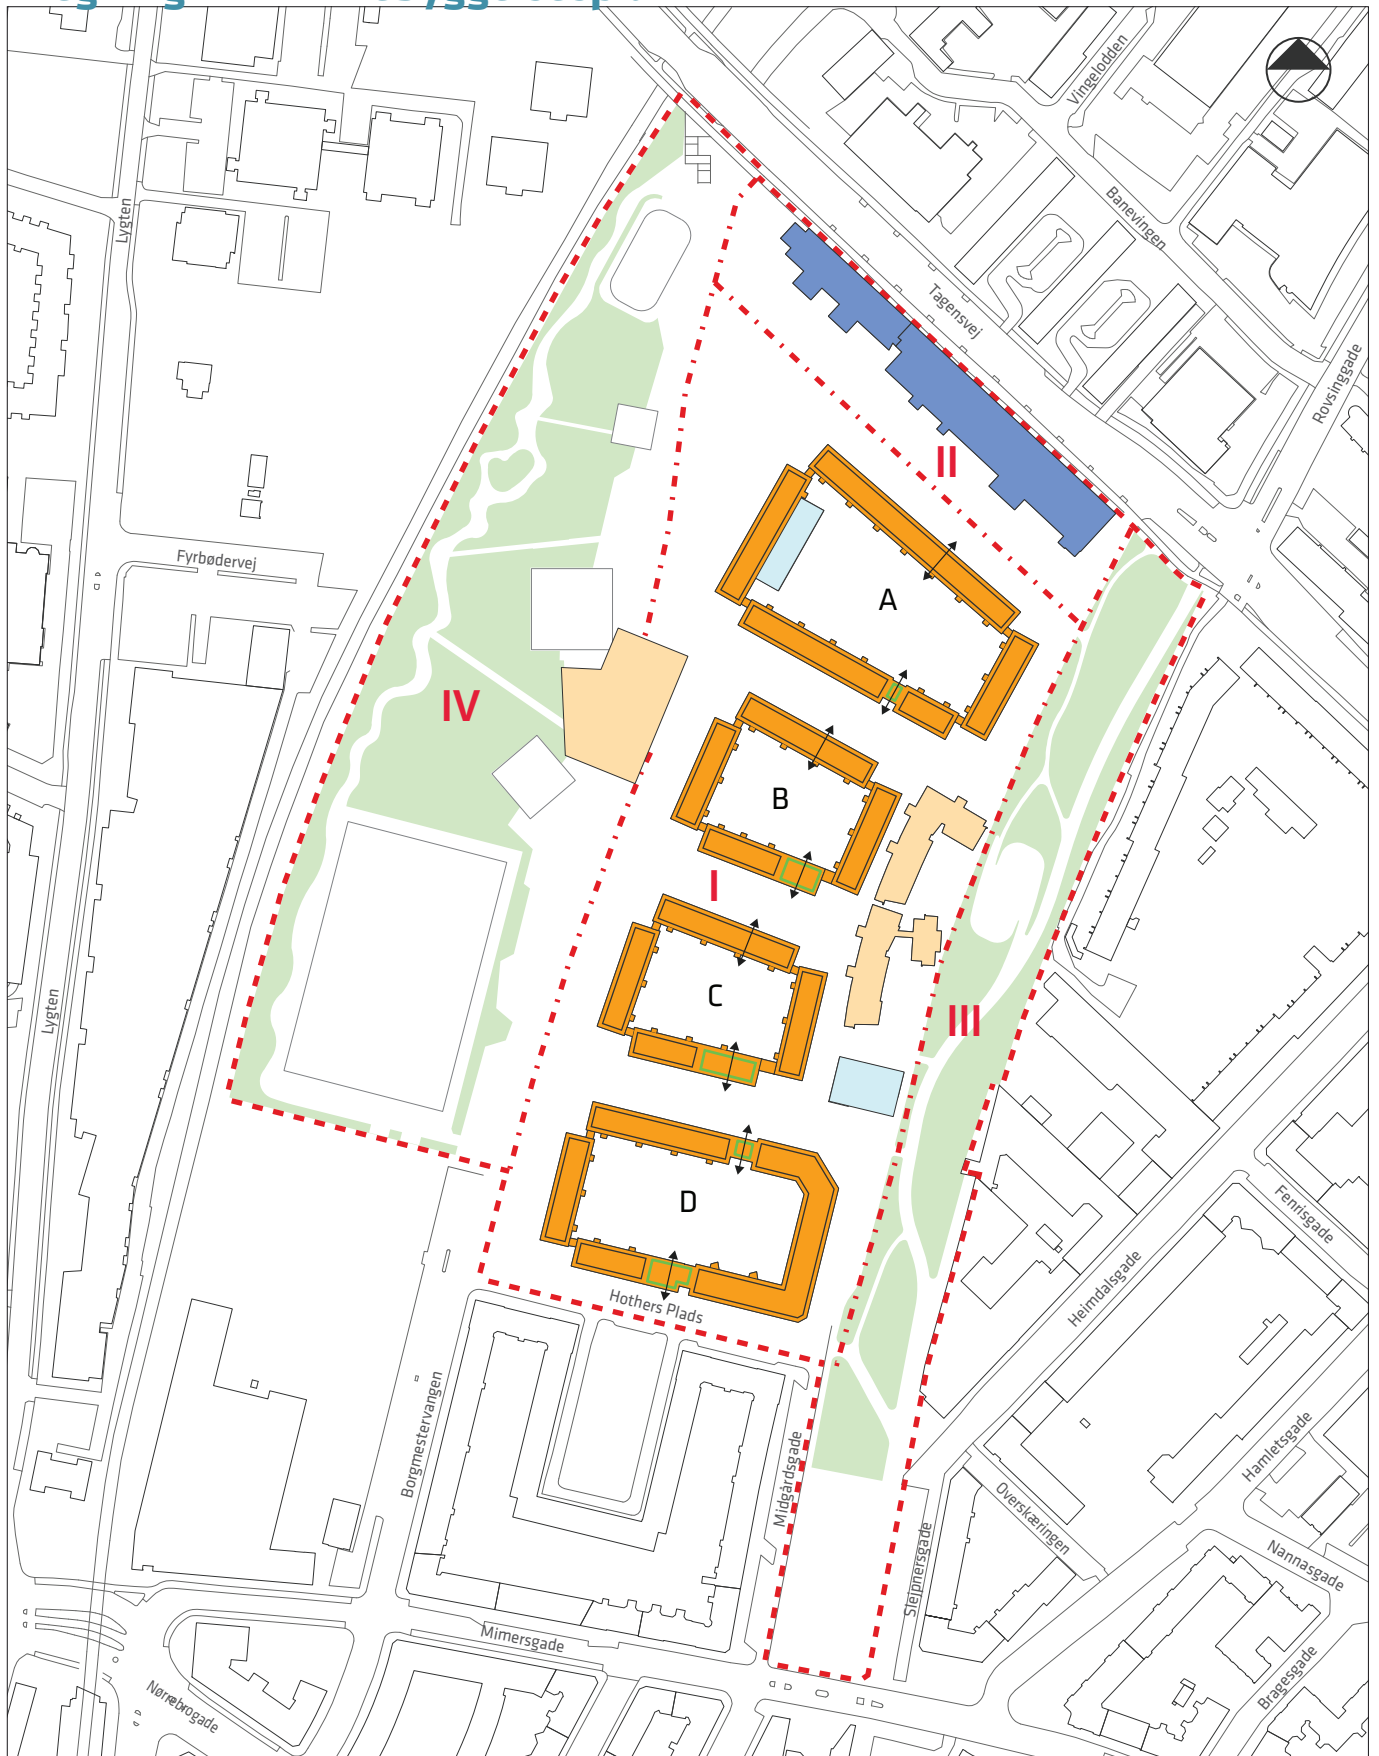 Vingelodden
Banevingen
Lygten
Tagensvej
Rovsinggade
II
Fyrbødervej
A
IV
B
I
C
Lygten
III
D
Fenrisgade
Hothers Plads
Heimdalsgade
Borgmestervangen
Midgårdsgade
Hamletsgade
Overskæringen
Sleipnersgade
Nannasgade
Mimersgade
Bragesgade
Nørrebrogade